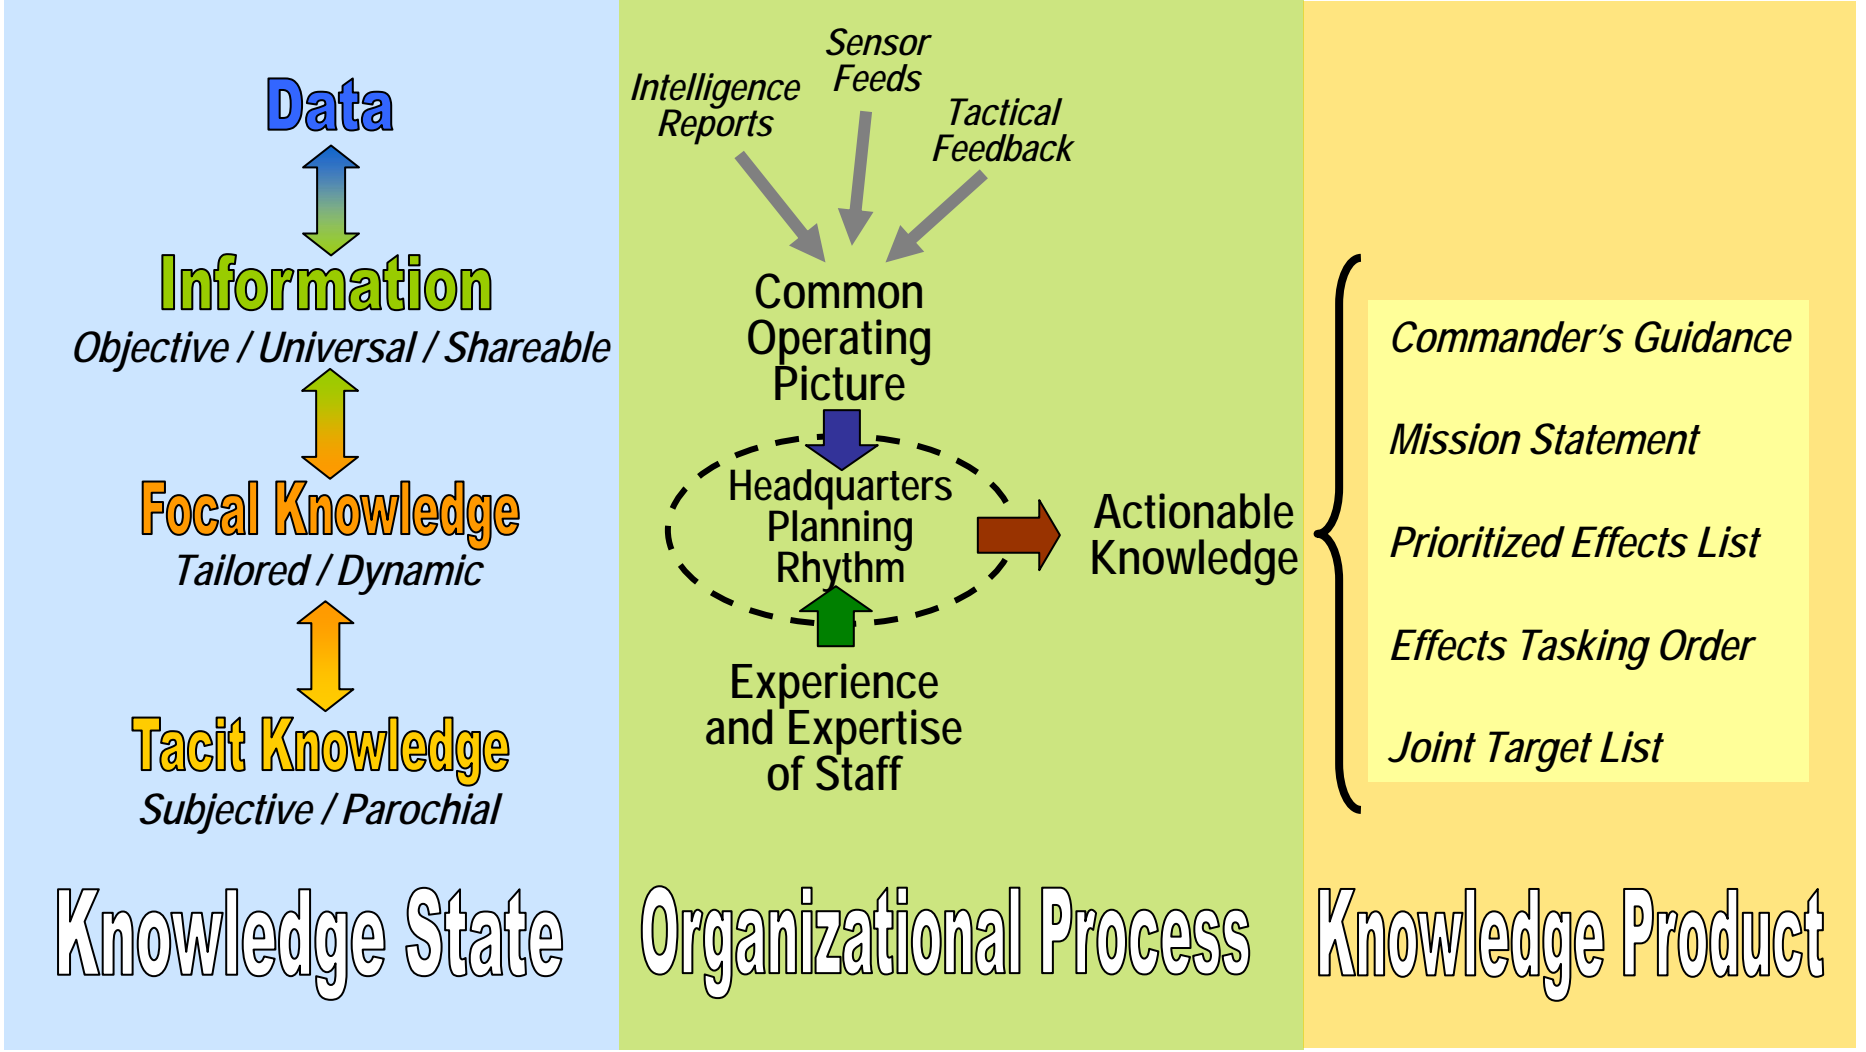 Data
Information
Objective / Universal / Shareable
Focal Knowledge
Tailored / Dynamic
Tacit Knowledge
Subjective / Parochial
Knowledge State
Intelligence
Reports
Sensor
Feeds
Tactical
Feedback
Common
Operating
Picture
Headquarters
Planning
Rhythm
Experience
and Expertise
of Staff
Actionable
Knowledge
Organizational Process
Commander's Guidance
Mission Statement
Prioritized Effects List
Effects Tasking Order
Joint Target List
Knowledge Product